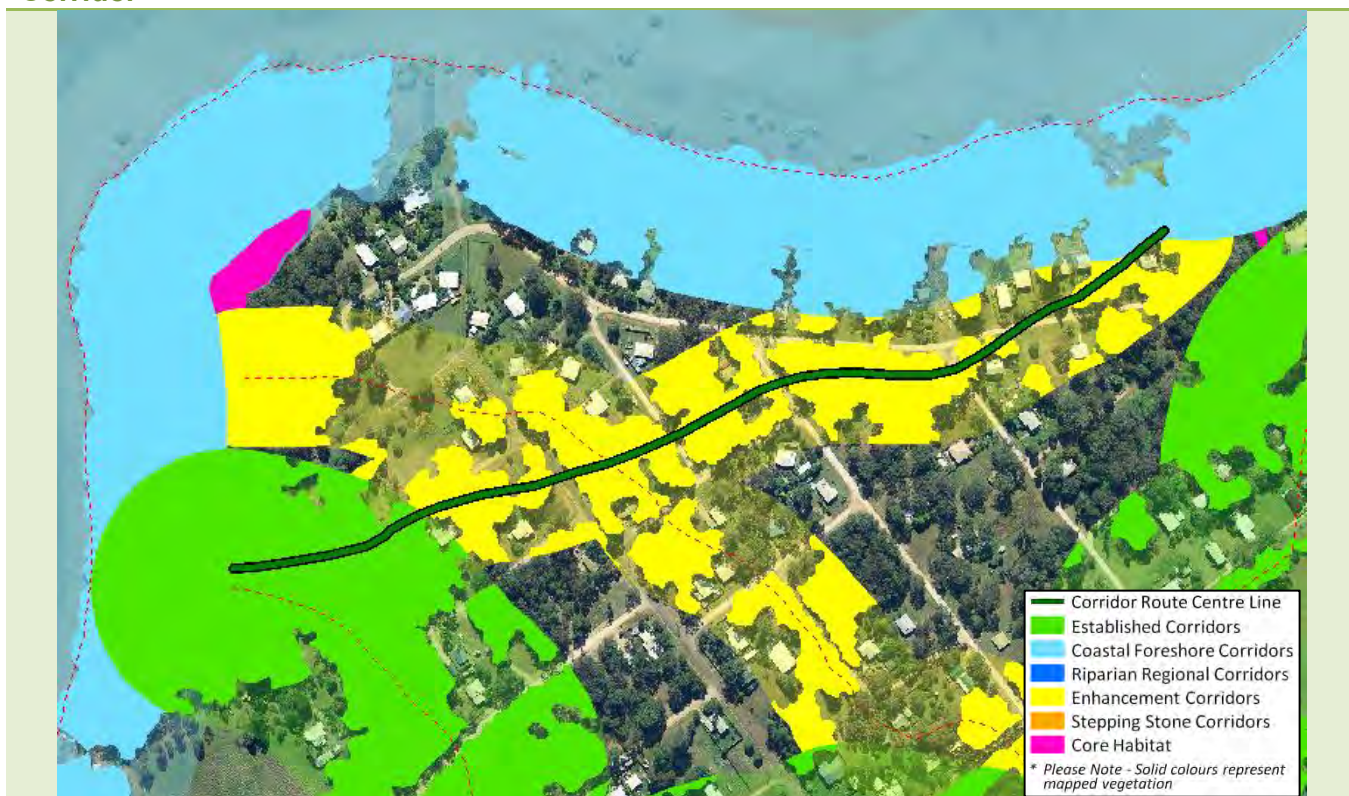 Corridor
Corridor Route Centre Line
Established Corridors
Coastal Foreshore Corridors
Riparian Regional Corridors
Enhancement Corridors
Stepping Stone Corridors
Core Habitat
* Please Note - Solid colours represent
mapped vegetation